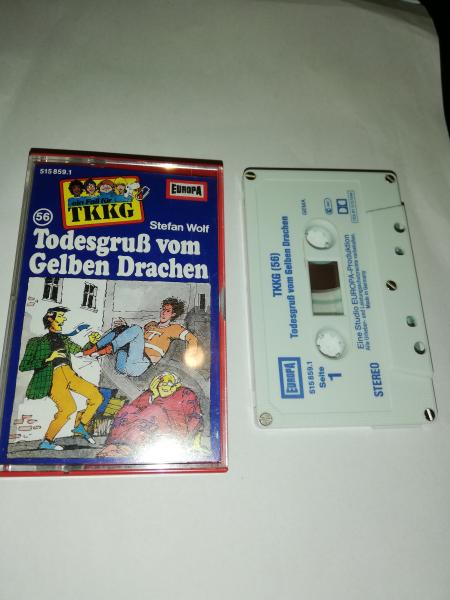 515 859.1
ein Fall für
TKKG
EUROPA
56
Stefan Wolf
Todesgruß vom
Gelben Drachen
GEMA
TKKG (56)
Todesgruß vom Gelben Drachen
Eine Studio EUROPA-Produktion
Made in Germany
EUROPA
515 859.1
Seite
1
STEREO